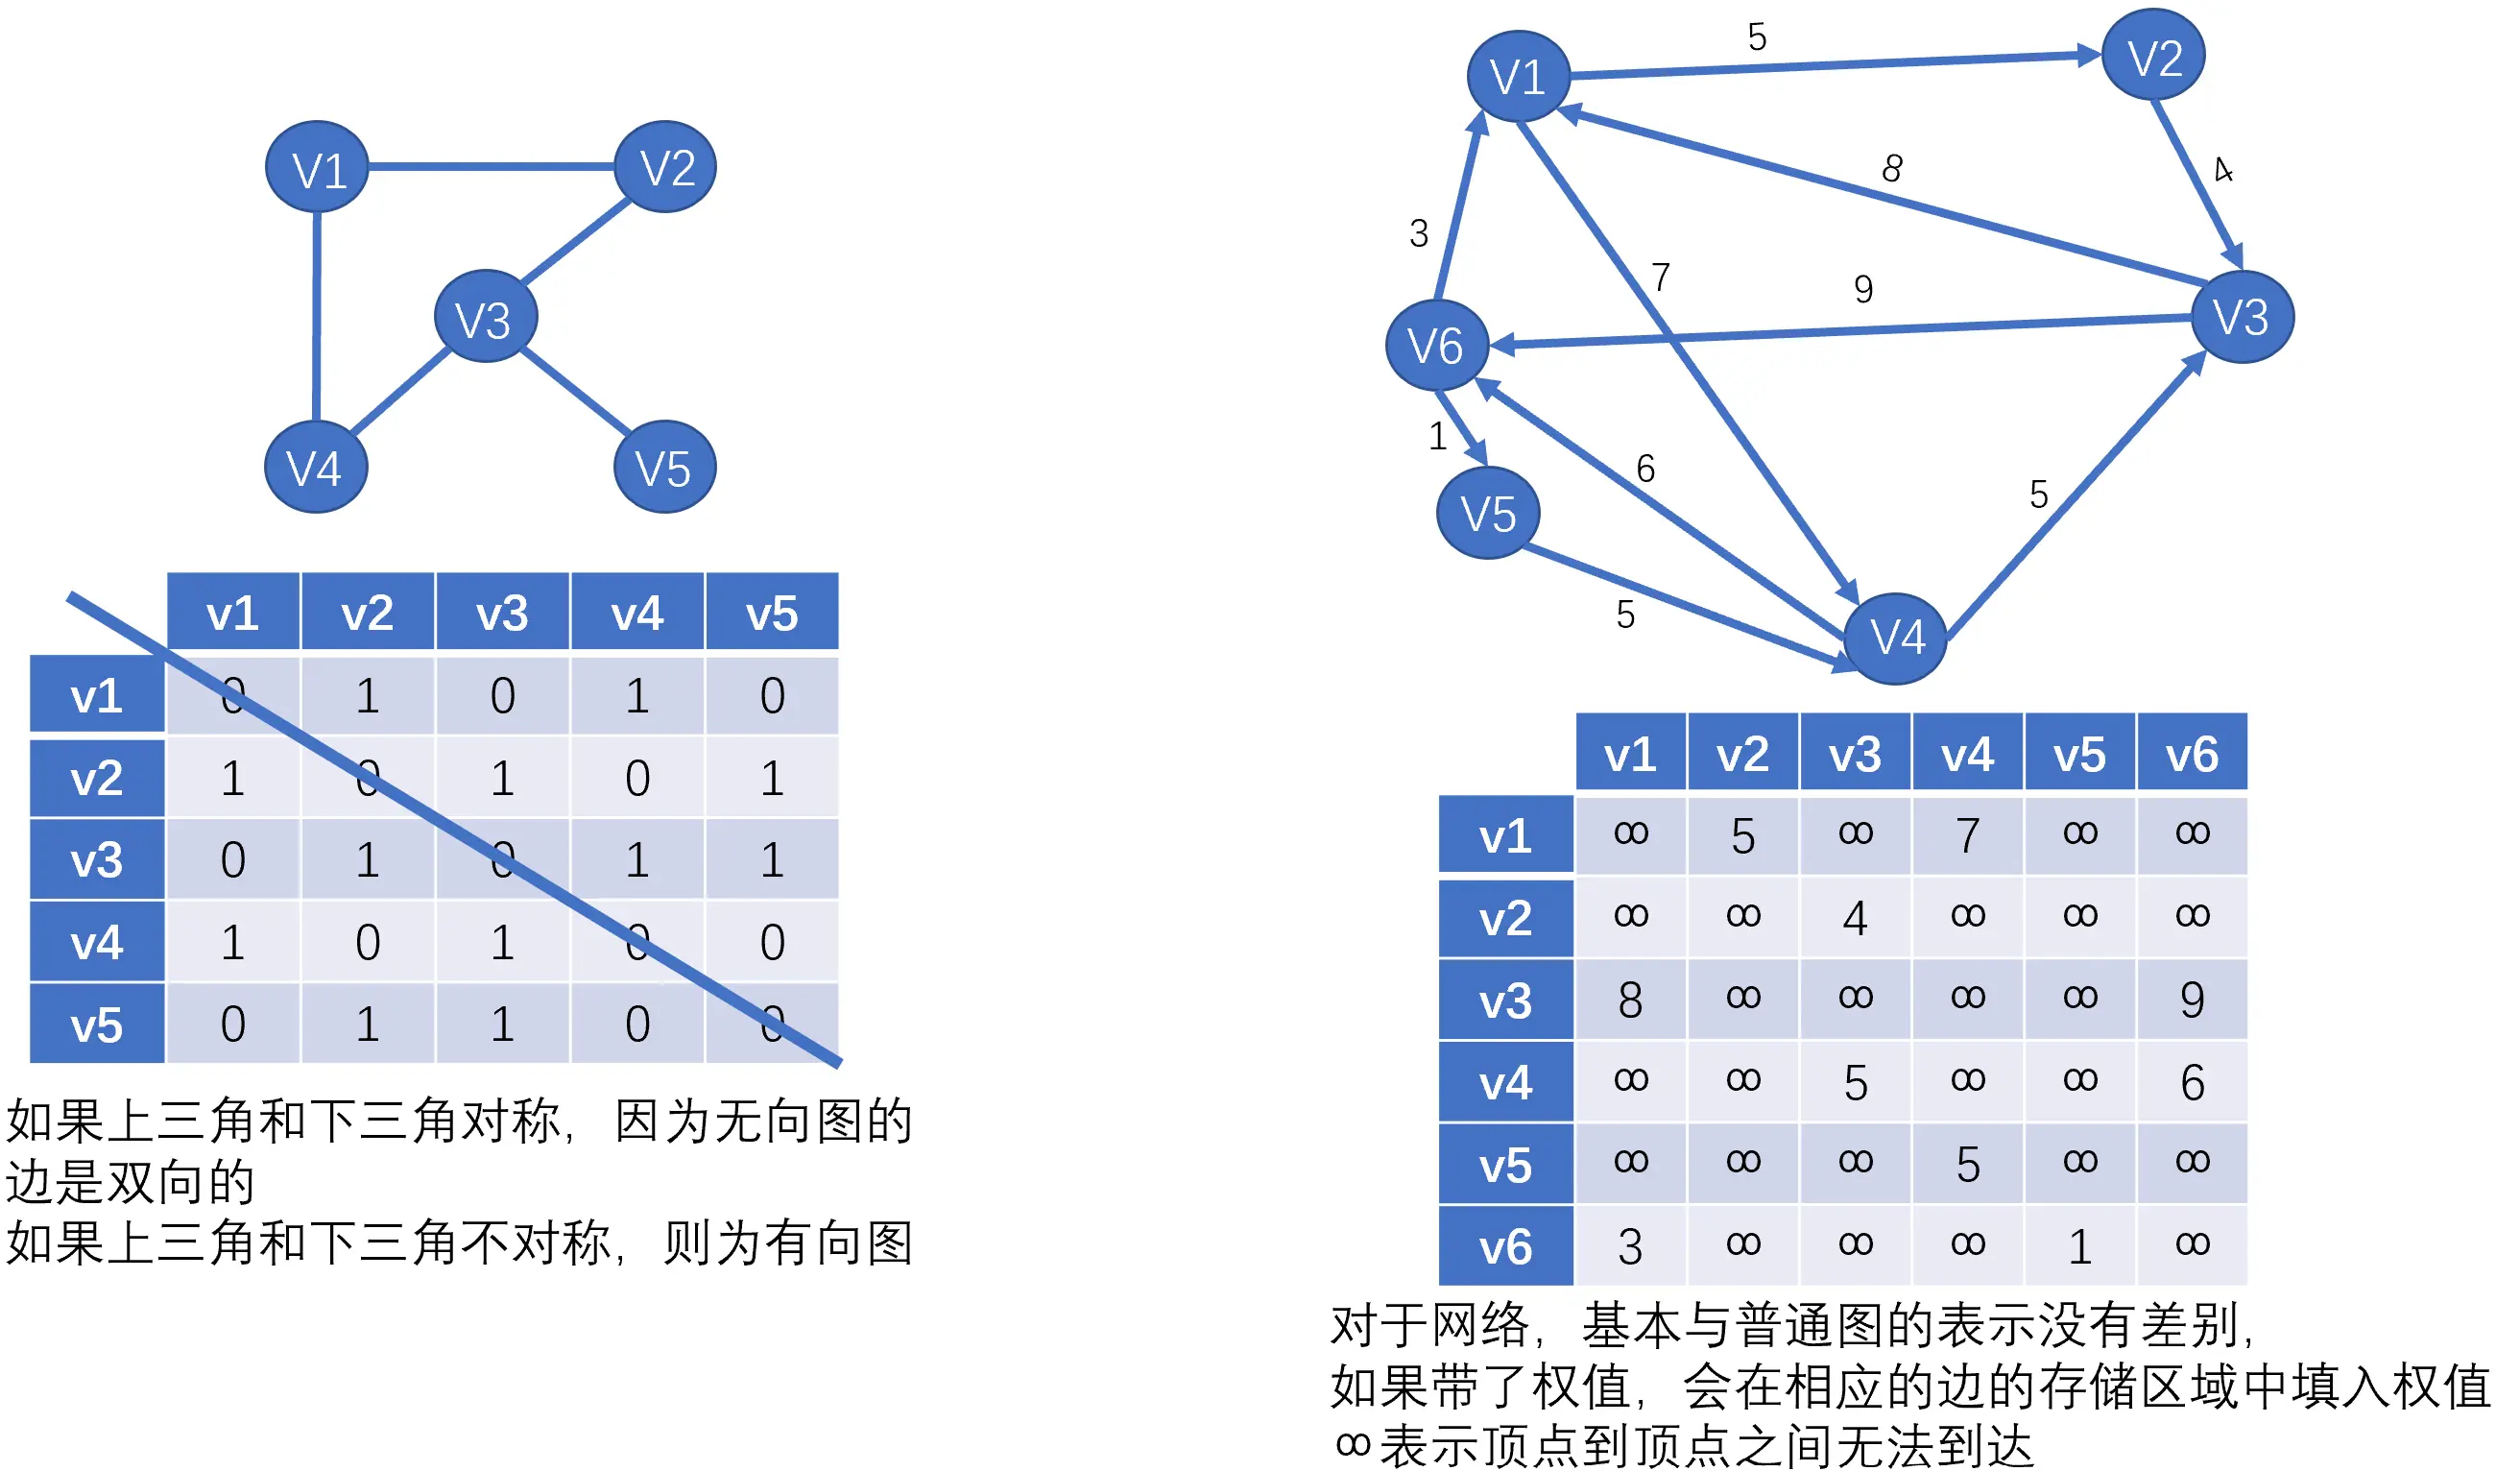 V1
V2
V3
V4
V5
v1 v2 v3 v4 v5
v1 0 1 0 1 0
v2 1 0 1 0 1
v3 0 1 0 1 1
v4 1 0 1 0 0
v5 0 1 1 0 0
如果上三角和下三角对称，因为无向图的
边是双向的
如果上三角和下三角不对称，则为有向图
5
V1
V2
8
4
3
7
9
V6
V3
1
6
5
V5
5
V4
v1 v2 v3 v4 v5 v6
v1 ∞ 5 ∞ 7 ∞ ∞
v2 ∞ ∞ 4 ∞ ∞ ∞
v3 8 ∞ ∞ ∞ ∞ 9
v4 ∞ ∞ 5 ∞ ∞ 6
v5 ∞ ∞ ∞ 5 ∞ ∞
v6 3 ∞ ∞ ∞ 1 ∞
对于网络，基本与普通图的表示没有差别，
如果带了权值，会在相应的边的存储区域中填入权值
∞表示顶点到顶点之间无法到达